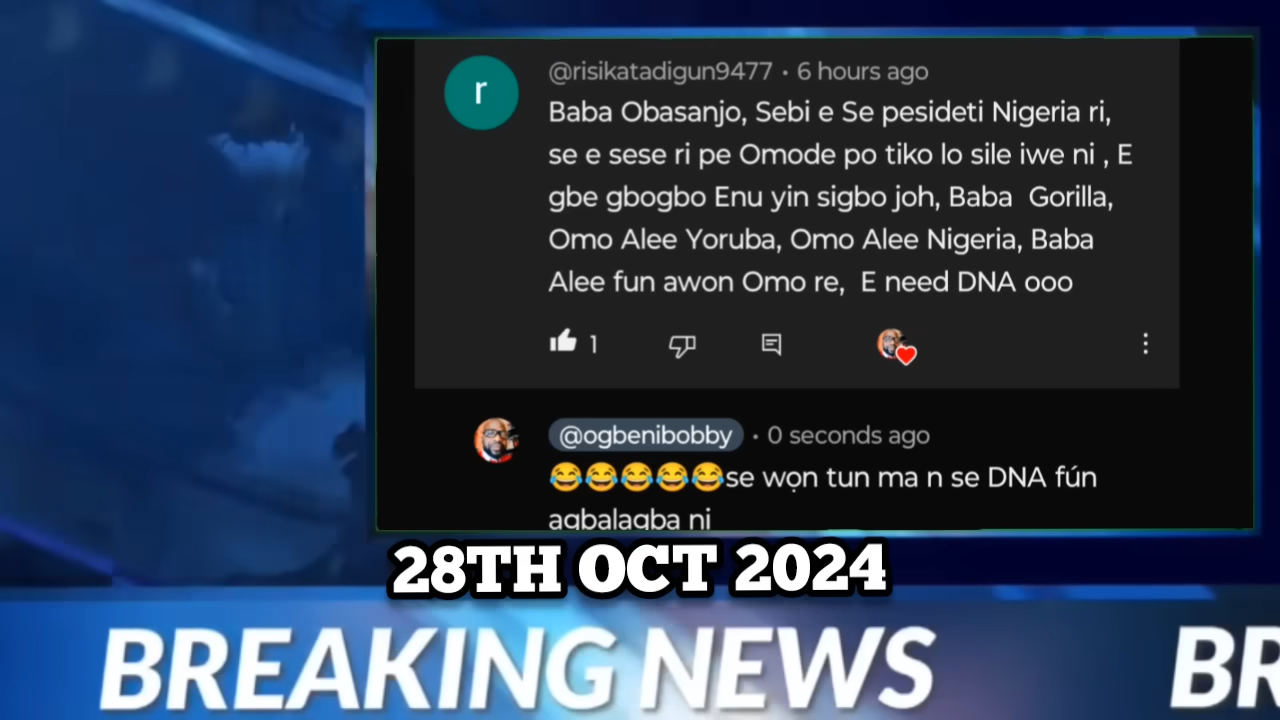 @risikatadigun9477 • 6 hours ago
r
Baba Obasanjo, Sebi e Se pesideti Nigeria ri,
se e sese ri pe Omode po tiko lo sile iwe ni , E
gbe gbogbo Enu yin sigbo joh, Baba Gorilla,
Omo Alee Yoruba, Omo Alee Nigeria, Baba
Alee fun awon Omo re, E need DNA ooo
1
@ogbenibobby • 0 seconds ago
😂😂😂😂😂se wọn tun ma n se DNA fún
agbalagba ni
28TH OCT 2024
BREAKING NEWS BR